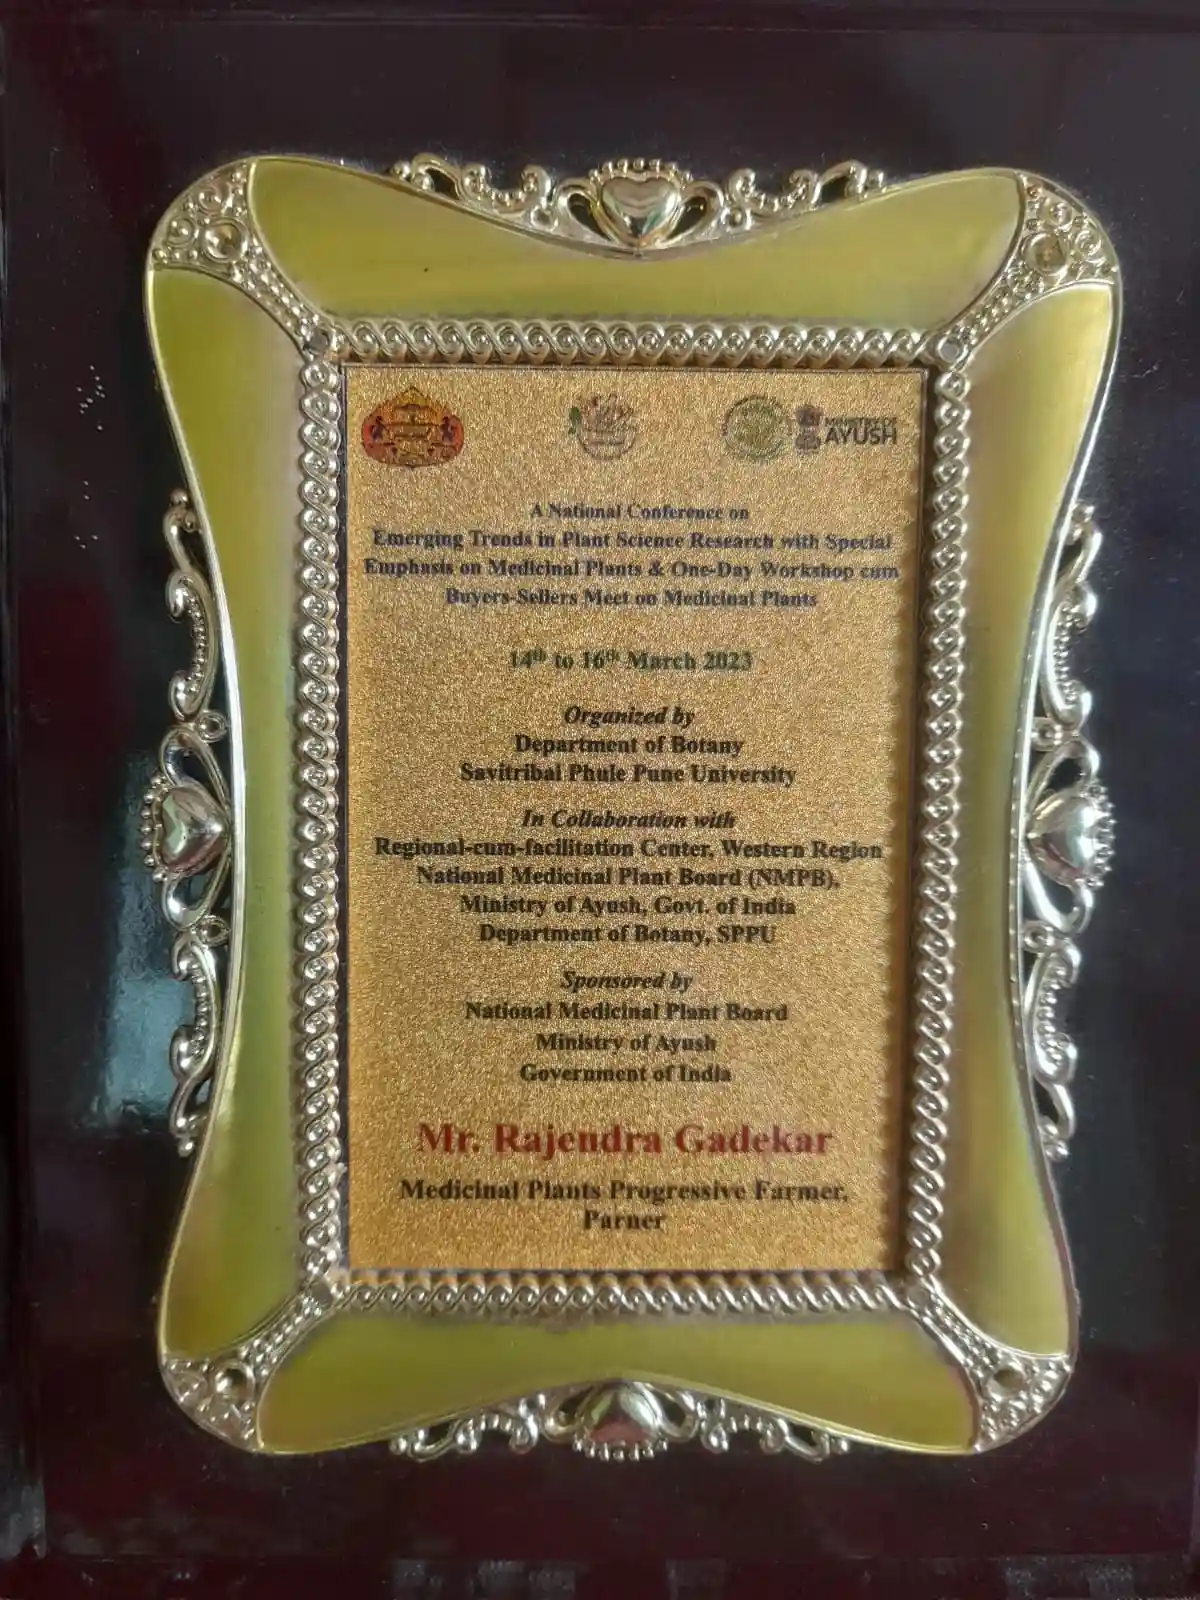 AYUSH
A National Conference on
Emerging Trends in Plant Science Research with Special
Emphasis on Medicinal Plants & One-Day Workshop cum
Buyers-Sellers Meet on Medicinal Plants
14th to 16th March 2023
Organized by
Department of Botany
Savitribai Phule Pune University
In Collaboration with
Regional-cum-facilitation Center, Western Region
National Medicinal Plant Board (NMPB),
Ministry of Ayush, Govt. of India
Department of Botany, SPPU
Sponsored by
National Medicinal Plant Board
Ministry of Ayush
Government of India
Mr. Rajendra Gadekar
Medicinal Plants Progressive Farmer,
Parner